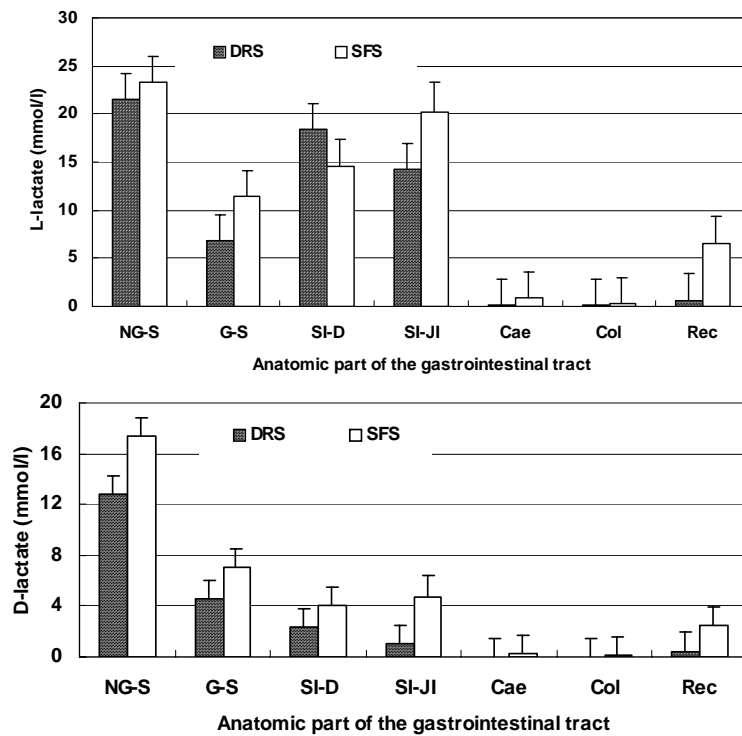 30
25
20
15
10
5
0
L-lactate (mmol/l)
DRS SFS
NG-S G-S SI-D SI-JI Cae Col Rec
Anatomic part of the gastrointestinal tract
20
16
12
8
4
0
D-lactate (mmol/l)
DRS SFS
NG-S G-S SI-D SI-JI Cae Col Rec
Anatomic part of the gastrointestinal tract